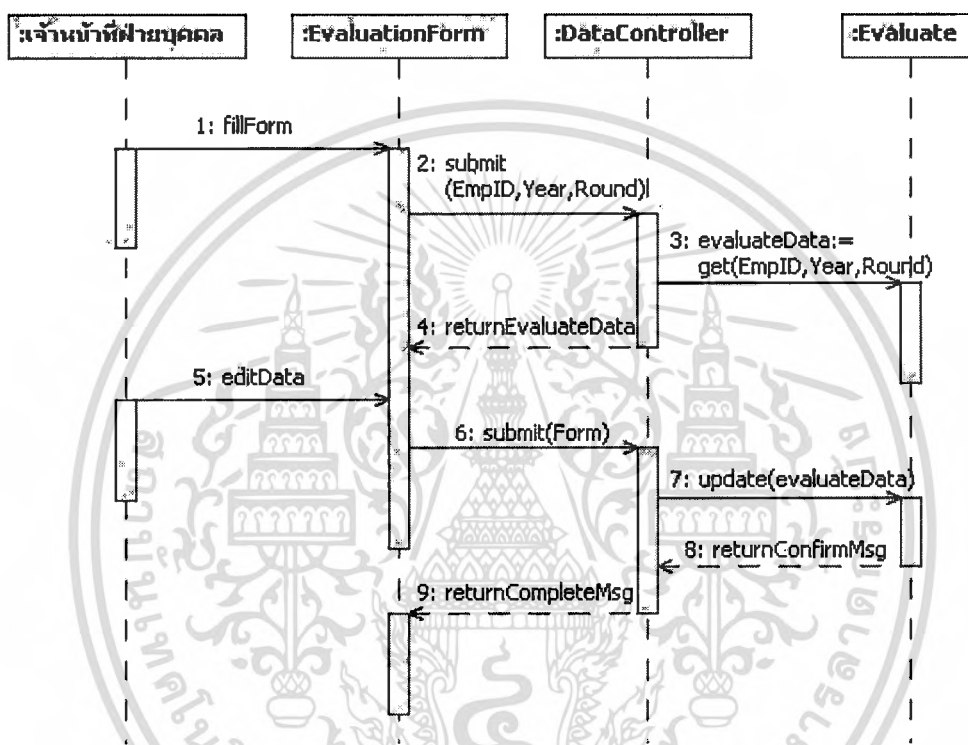 :เจ้าหน้าที่ฝ่ายบุคคล
:EvaluationForm
:DataController
:Evaluate
1: fillForm
2: submit
(EmpID,Year,Round)
3: evaluateData:=
get(EmpID,Year,Round)
4: returnEvaluateData
5: editData
6: submit(Form)
7: update(evaluateData)
8: returnConfirmMsg
9: returnCompleteMsg